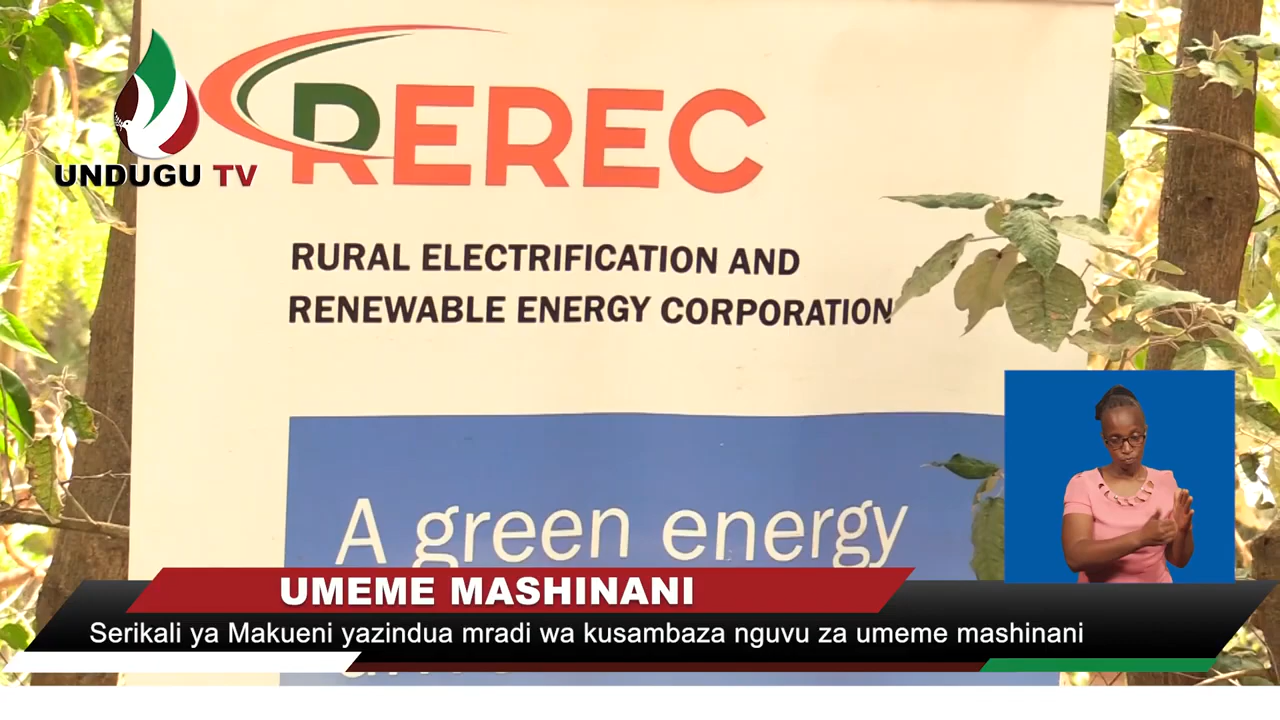 UNDUGU TV
REREC
RURAL ELECTRIFICATION AND
RENEWABLE ENERGY CORPORATION
A green energy
UMEME MASHINANI
Serikali ya Makueni yazindua mradi wa kusambaza nguvu za umeme mashinani